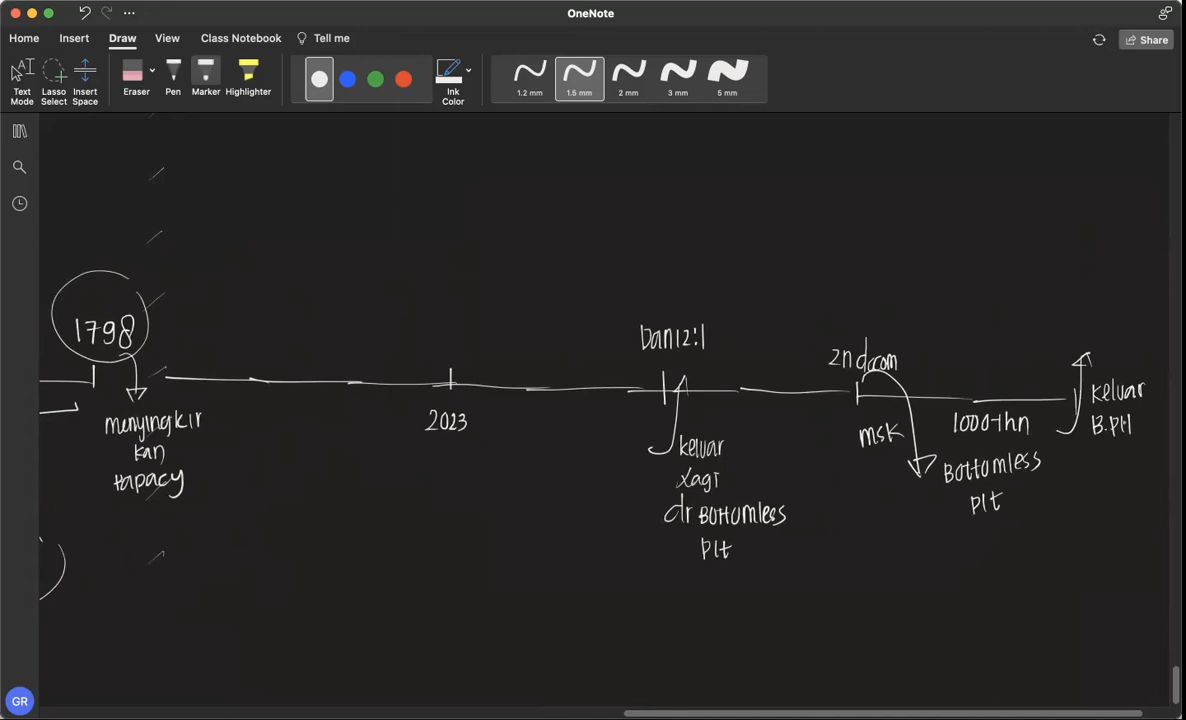 OneNote
Home Insert Draw View Class Notebook Tell me
Share
Text Mode
Lasso Select
Insert Space
Eraser
Pen
Marker
Highlighter
Ink Color
1.2 mm
1.5 mm
2 mm
3 mm
5 mm
1798
menyingkir
kan
tapacy
2023
Dan12:1
keluar
lagi
dr Bottomless
pit
2nd com
msk
1000 thn
Bottomless
pit
keluar
B.Pit
GR